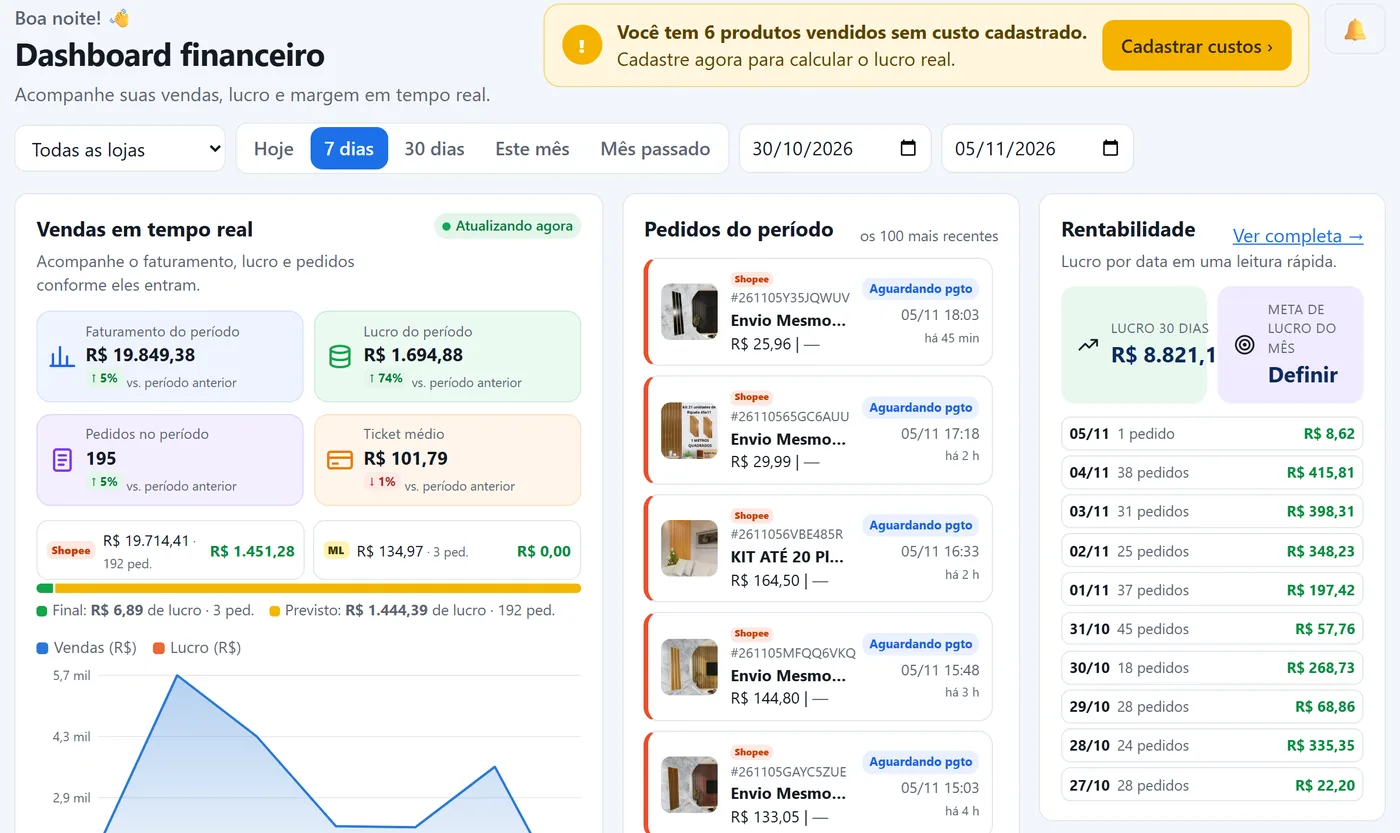 Boa noite! 👋
Dashboard financeiro
Acompanhe suas vendas, lucro e margem em tempo real.
!
Você tem 6 produtos vendidos sem custo cadastrado.
Cadastre agora para calcular o lucro real.
Cadastrar custos ›
Todas as lojas
Hoje
7 dias
30 dias
Este mês
Mês passado
30/10/2026
05/11/2026
Vendas em tempo real
Atualizando agora
Acompanhe o faturamento, lucro e pedidos
conforme eles entram.
Faturamento do período
R$ 19.849,38
↑ 5% vs. período anterior
Lucro do período
R$ 1.694,88
↑ 74% vs. período anterior
Pedidos no período
195
↑ 5% vs. período anterior
Ticket médio
R$ 101,79
↓ 1% vs. período anterior
Shopee
R$ 19.714,41 ·
192 ped.
R$ 1.451,28
ML
R$ 134,97 · 3 ped.
R$ 0,00
Final: R$ 6,89 de lucro · 3 ped.
Previsto: R$ 1.444,39 de lucro · 192 ped.
Vendas (R$)
Lucro (R$)
5,7 mil
4,3 mil
2,9 mil
Pedidos do período
os 100 mais recentes
Shopee
#261105Y35JQWUV
Envio Mesmo...
R$ 25,96 | —
Aguardando pgto
05/11 18:03
há 45 min
Shopee
#26110565GC6AUU
Envio Mesmo...
R$ 29,99 | —
Aguardando pgto
05/11 17:18
há 2 h
Shopee
#2611056VBE485R
KIT ATÉ 20 Pl...
R$ 164,50 | —
Aguardando pgto
05/11 16:33
há 2 h
Shopee
#261105MFQQ6VKQ
Envio Mesmo...
R$ 144,80 | —
Aguardando pgto
05/11 15:48
há 3 h
Shopee
#261105GAYC5ZUE
Envio Mesmo...
R$ 133,05 | —
Aguardando pgto
05/11 15:03
há 4 h
Rentabilidade
Ver completa →
Lucro por data em uma leitura rápida.
LUCRO 30 DIAS
R$ 8.821,1
META DE
LUCRO DO
MÊS
Definir
05/11 1 pedido R$ 8,62
04/11 38 pedidos R$ 415,81
03/11 31 pedidos R$ 398,31
02/11 25 pedidos R$ 348,23
01/11 37 pedidos R$ 197,42
31/10 45 pedidos R$ 57,76
30/10 18 pedidos R$ 268,73
29/10 28 pedidos R$ 68,86
28/10 24 pedidos R$ 335,35
27/10 28 pedidos R$ 22,20